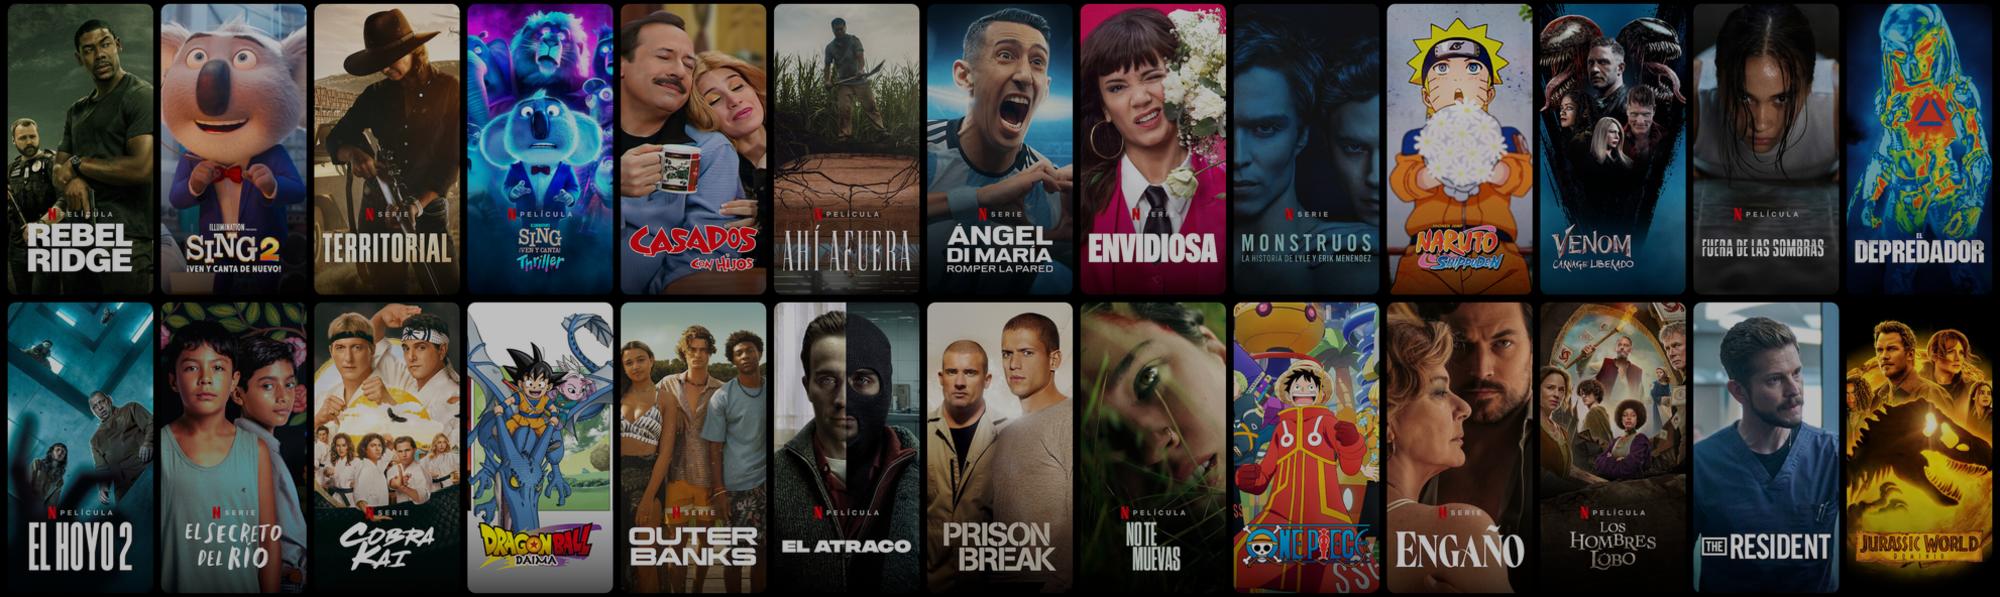 N PELÍCULA
REBEL
RIDGE
ILLUMINATION
SING 2
¡VEN Y CANTA DE NUEVO!
N SERIE
TERRITORIAL
N PELÍCULA
SING
¡VEN Y CANTA!
Thriller
CASADOS
CON HIJOS
N PELÍCULA
AHÍ AFUERA
N SERIE
ÁNGEL
DI MARÍA
ROMPER LA PARED
N SERIE
ENVIDIOSA
N SERIE
MONSTRUOS
LA HISTORIA DE LYLE Y ERIK MENENDEZ
NARUTO
SHIPPUDEN
VENOM
CARNAGE LIBERADO
N PELÍCULA
FUERA DE LAS SOMBRAS
EL
DEPREDADOR
N PELÍCULA
EL HOYO 2
N SERIE
EL SECRETO
DEL RÍO
N SERIE
COBRA
KAI
DRAGON BALL
DAIMA
N SERIE
OUTER
BANKS
N PELÍCULA
EL ATRACO
PRISON
BREAK
N PELÍCULA
NO TE
MUEVAS
ONE PIECE
N SERIE
ENGAÑO
N PELÍCULA
LOS
HOMBRES
LOBO
THE RESIDENT
JURASSIC WORLD
DOMINIO